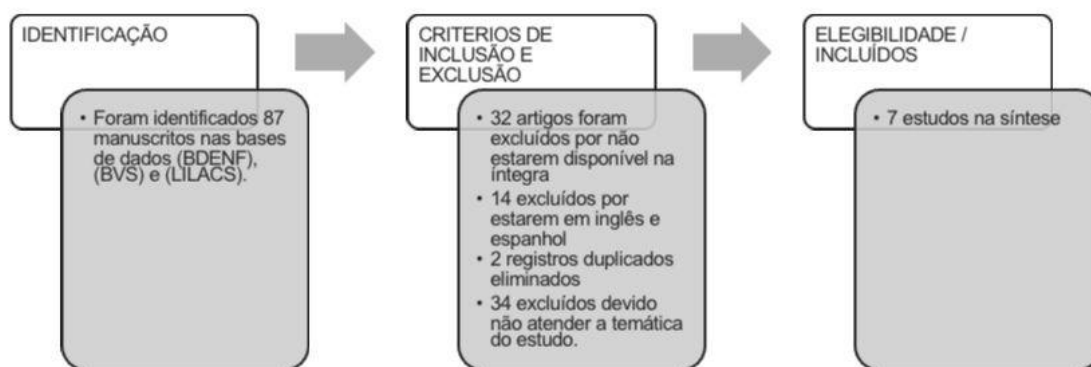 IDENTIFICAÇÃO
• Foram identificados 87
manuscritos nas bases
de dados (BDENF),
(BVS) e (LILACS).
CRITERIOS DE
INCLUSÃO E
EXCLUSÃO
• 32 artigos foram
excluídos por não
estarem disponível na
íntegra
• 14 excluídos por
estarem em inglês e
espanhol
• 2 registros duplicados
eliminados
• 34 excluídos devido
não atender a temática
do estudo.
ELEGIBILIDADE /
INCLUÍDOS
• 7 estudos na síntese